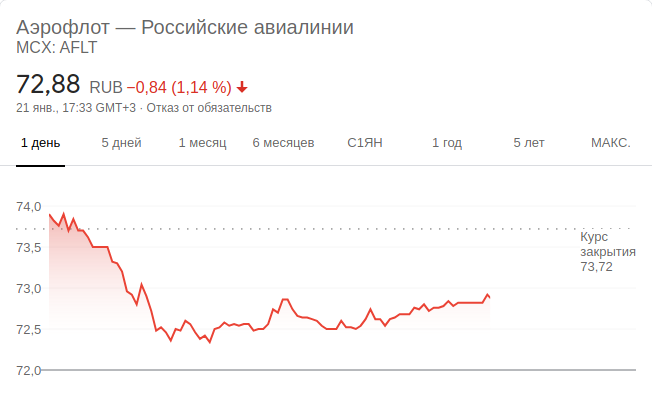 Аэрофлот — Российские авиалинии
MCX: AFLT
72,88 RUB −0,84 (1,14 %)
21 янв., 17:33 GMT+3 · Отказ от обязательств
1 день 5 дней 1 месяц 6 месяцев С1ЯН 1 год 5 лет МАКС.
74,0
Курс
закрытия
73,72
73,5
73,0
72,5
72,0